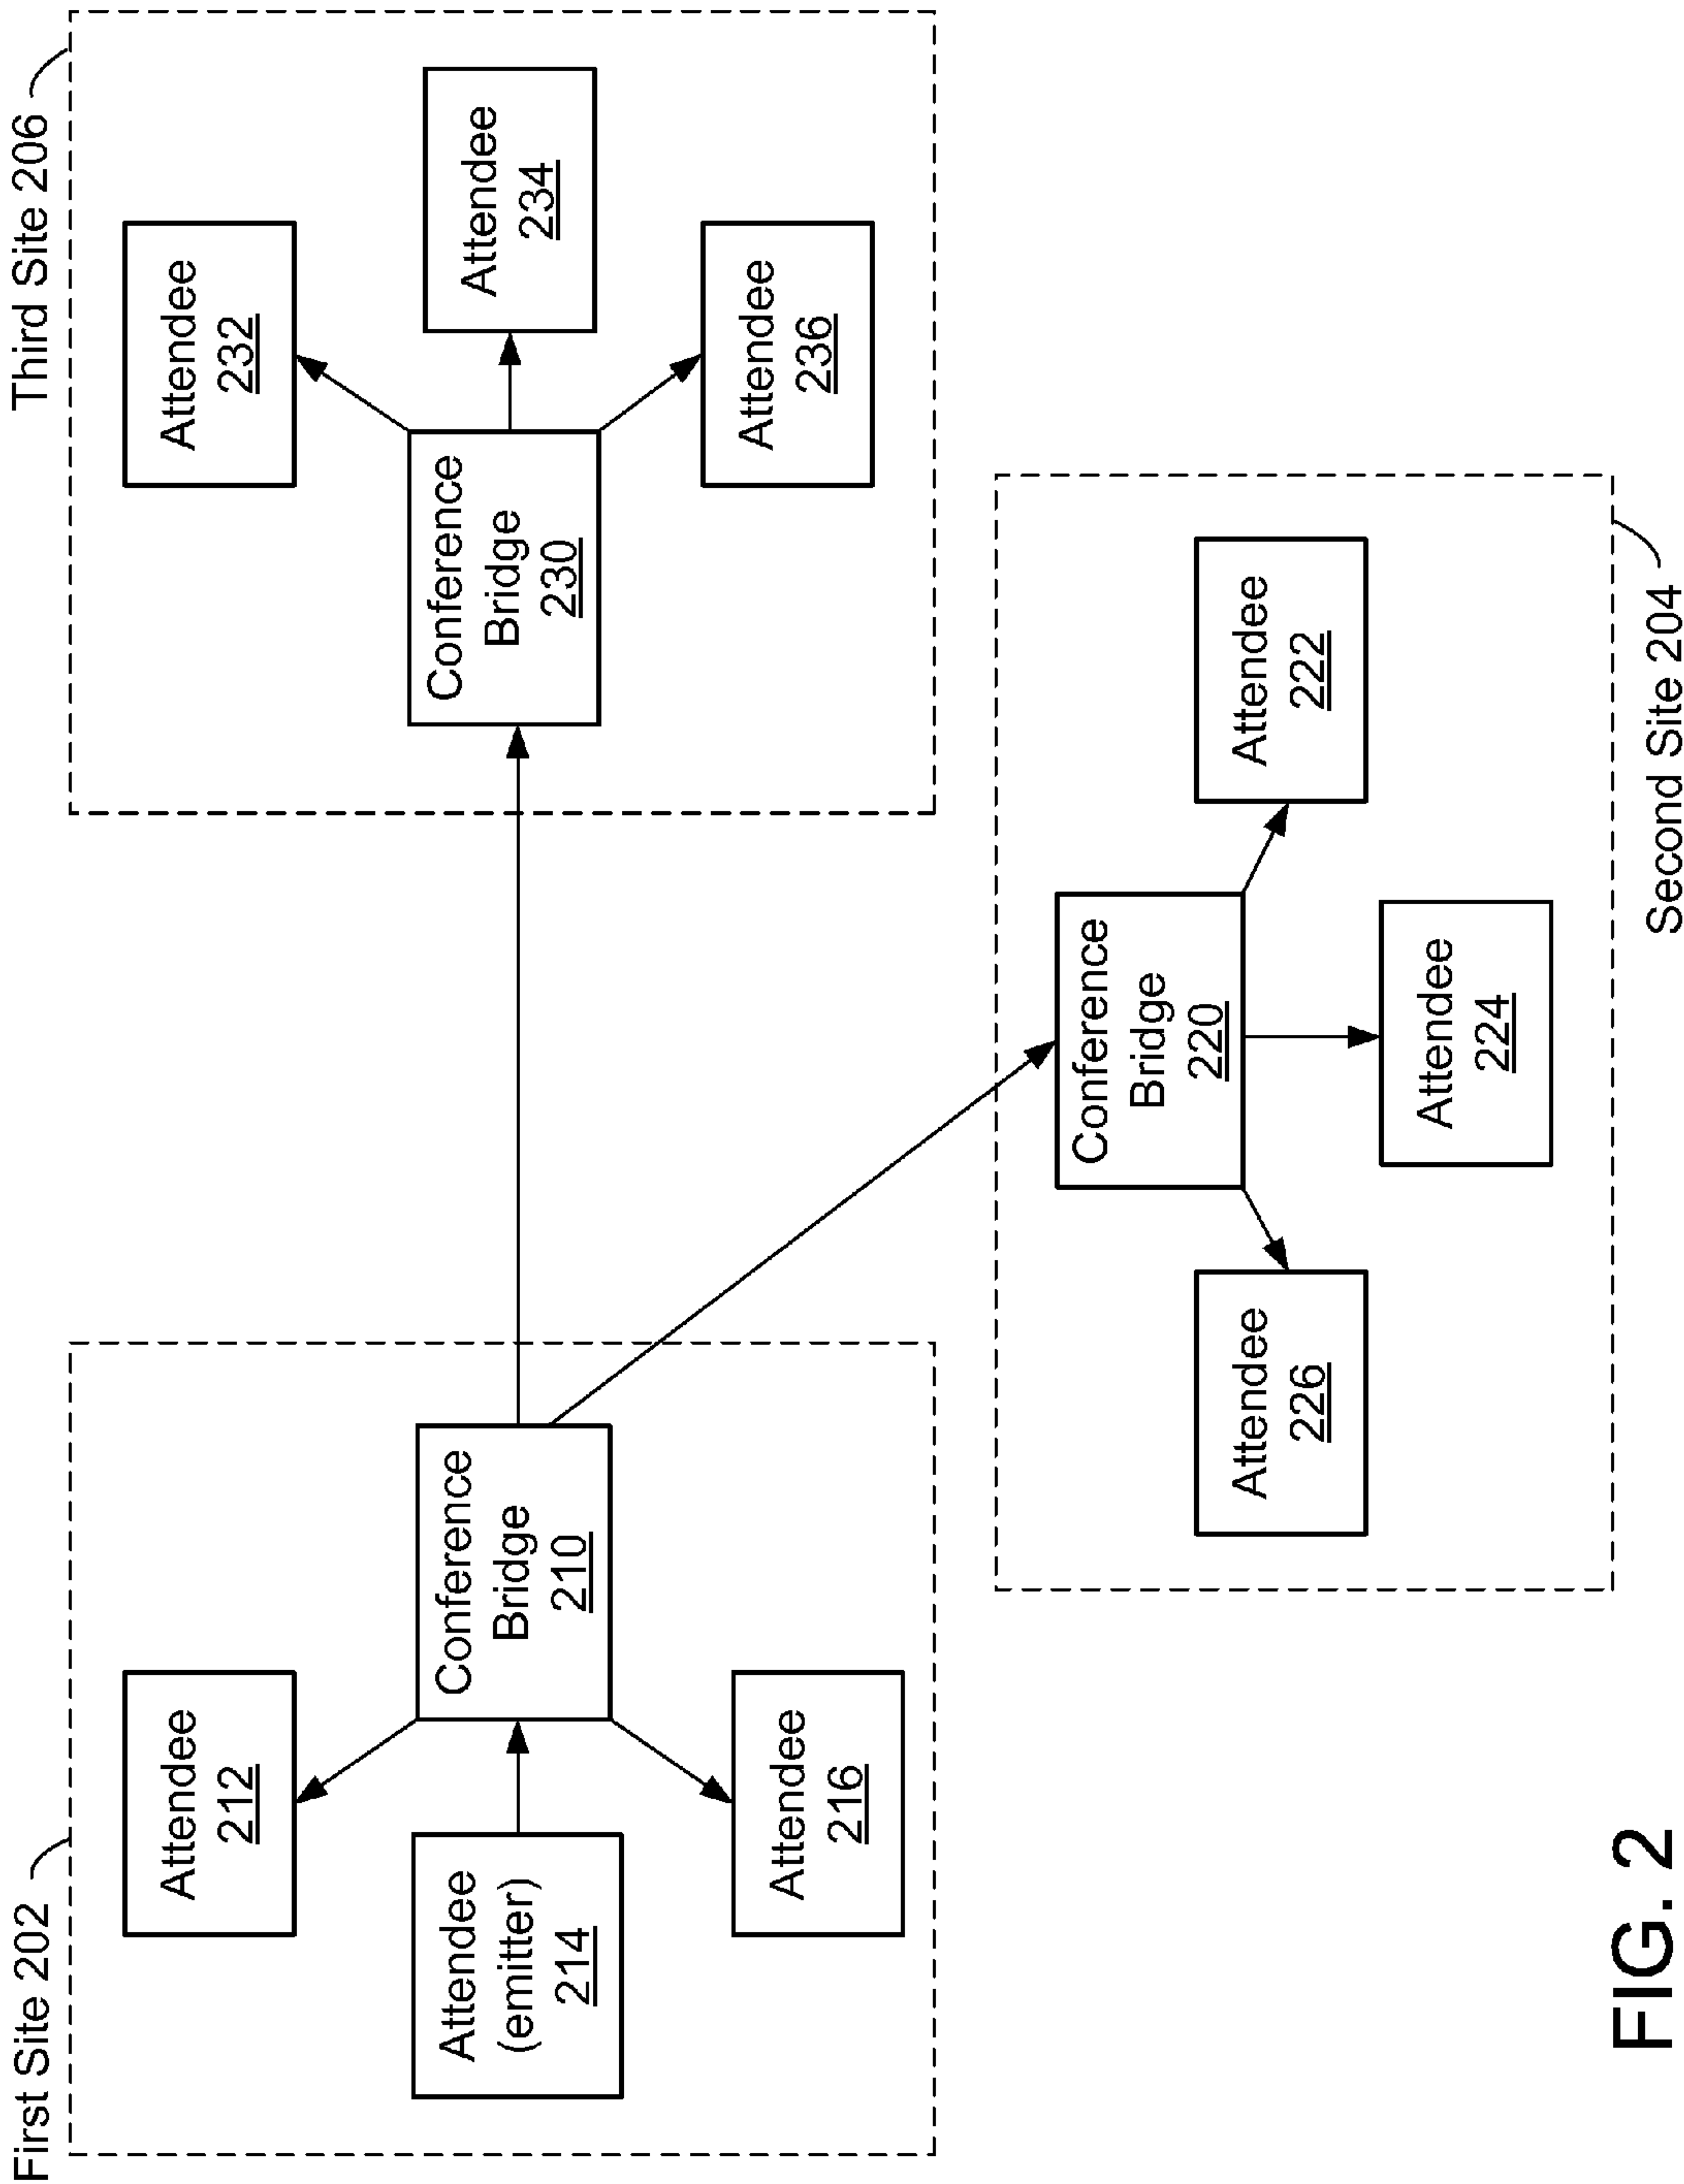 First Site 202
Attendee
212
Attendee
(emitter)
214
Attendee
216
Conference
Bridge
210
Third Site 206
Conference
Bridge
230
Attendee
232
Attendee
234
Attendee
236
Conference
Bridge
220
Attendee
226
Attendee
224
Attendee
222
Second Site 204
FIG. 2